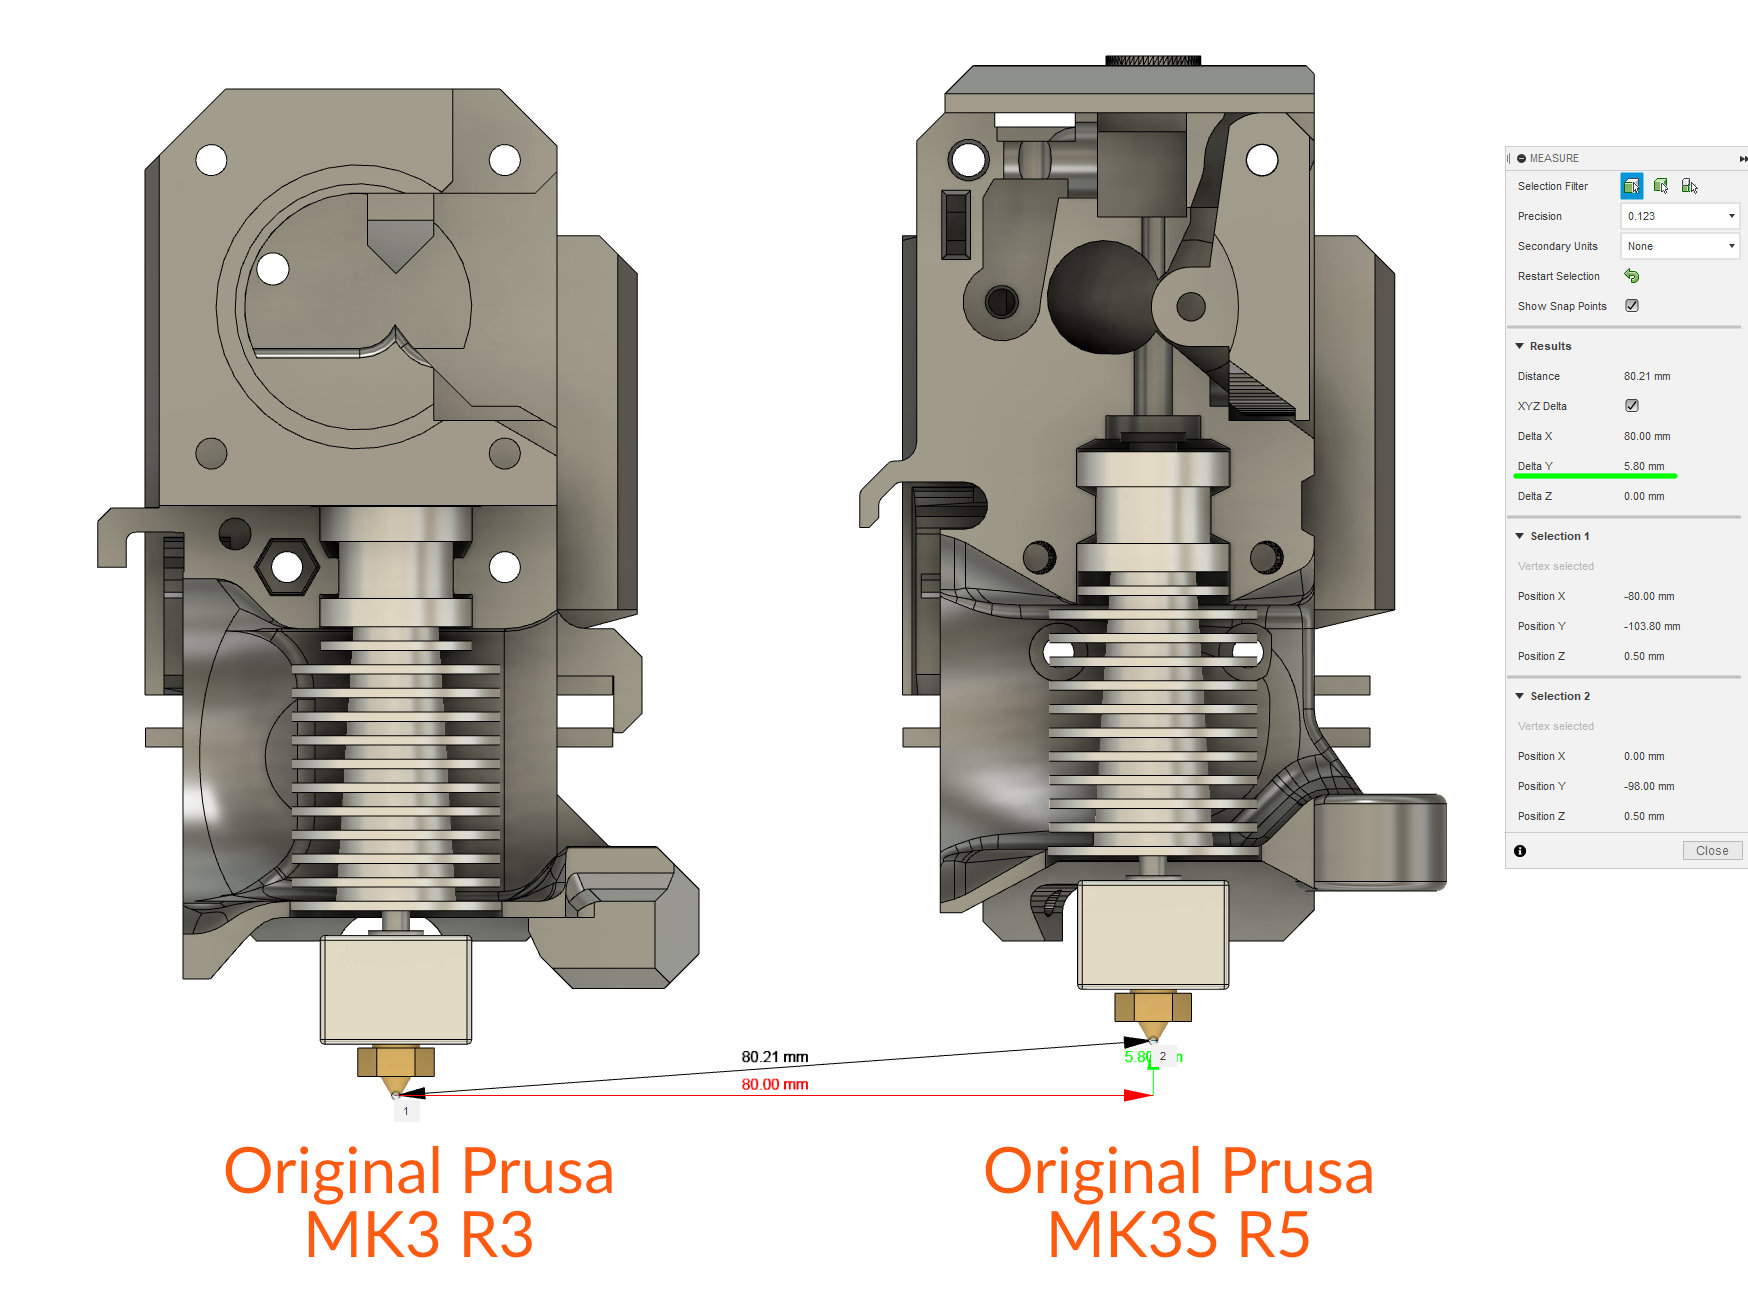 MEASURE
Selection Filter
Precision 0.123
Secondary Units None
Restart Selection
Show Snap Points
Results
Distance 80.21 mm
XYZ Delta
Delta X 80.00 mm
Delta Y 5.80 mm
Delta Z 0.00 mm
Selection 1
Vertex selected
Position X -80.00 mm
Position Y -103.80 mm
Position Z 0.50 mm
Selection 2
Vertex selected
Position X 0.00 mm
Position Y -98.00 mm
Position Z 0.50 mm
Close
80.21 mm
80.00 mm
2
1
Original Prusa
MK3 R3
Original Prusa
MK3S R5